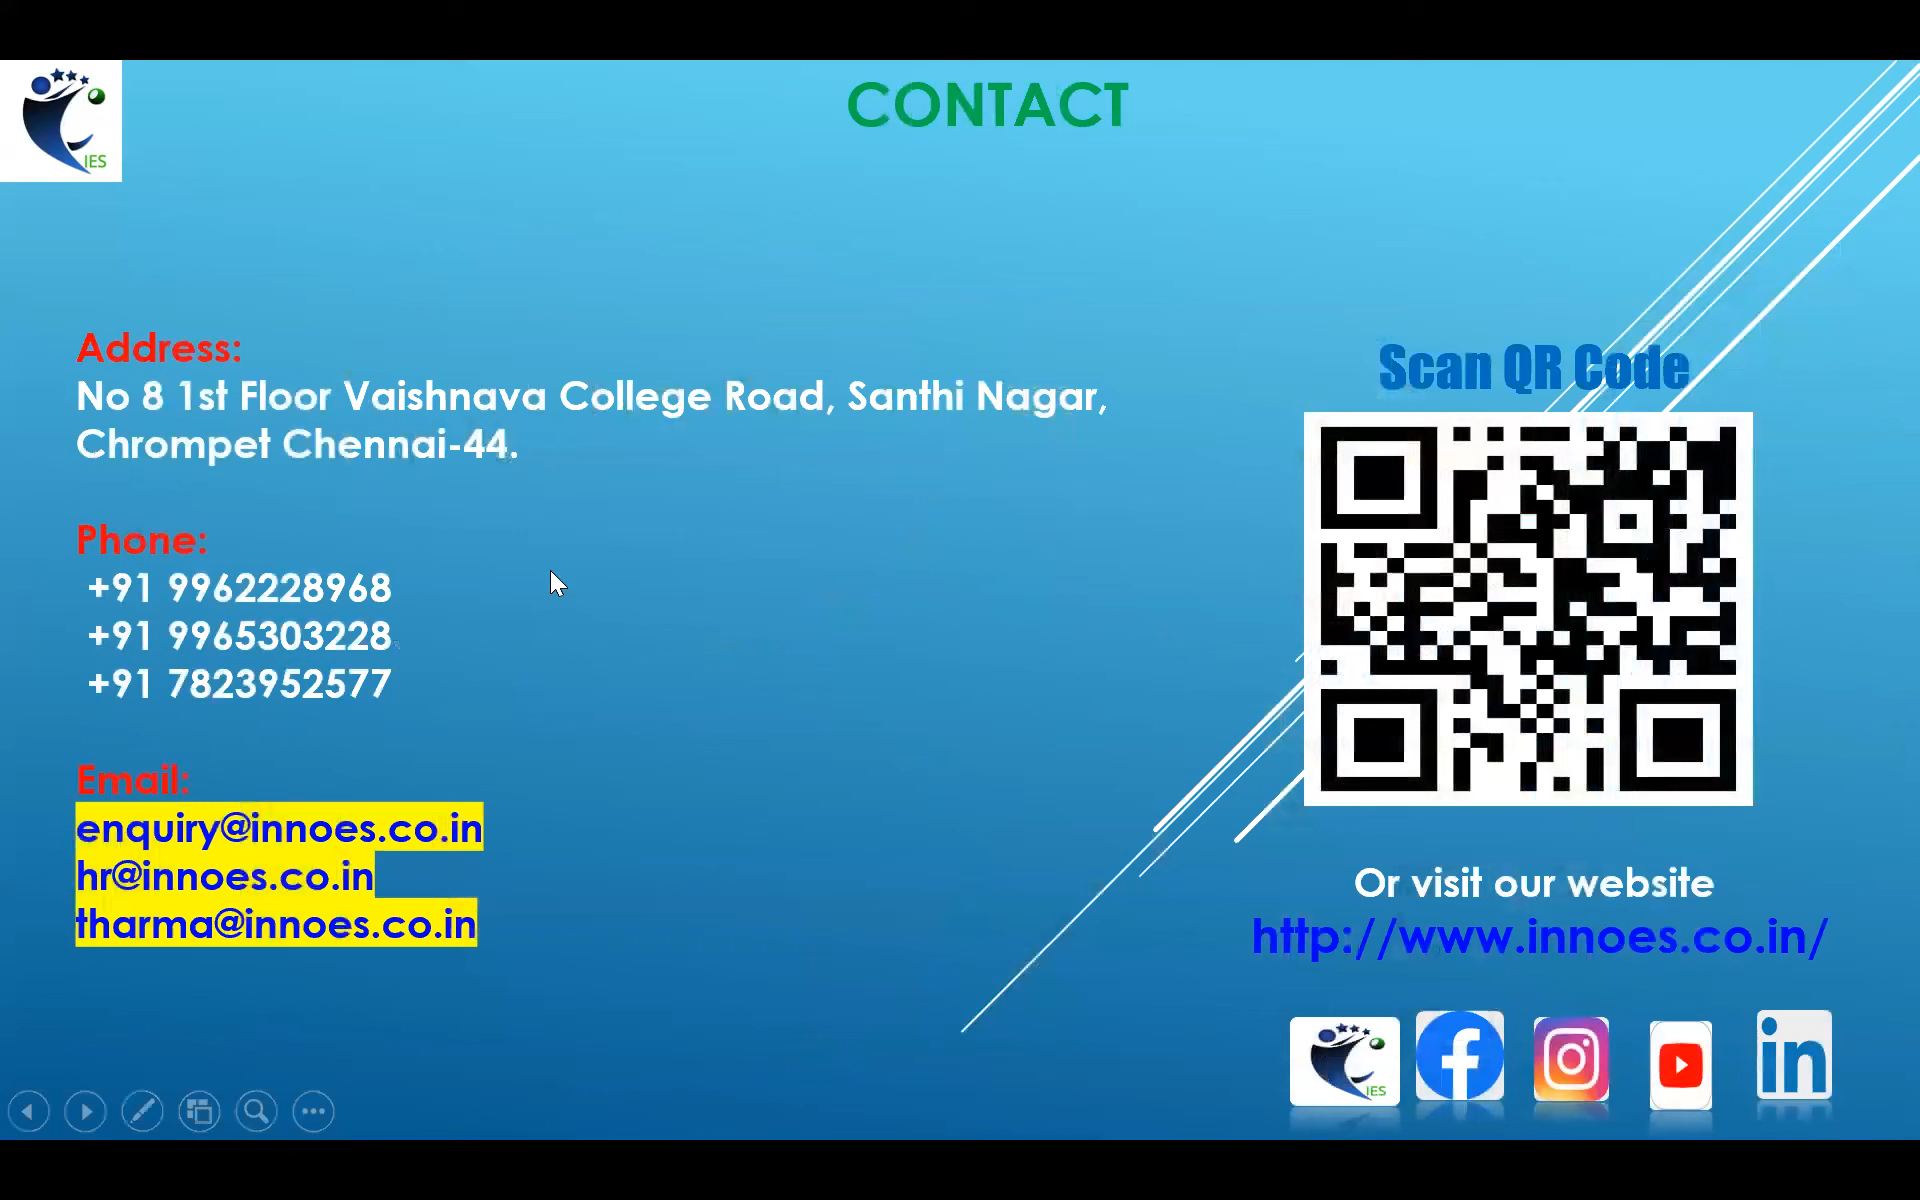 IES
CONTACT
Address:
No 8 1st Floor Vaishnava College Road, Santhi Nagar,
Chrompet Chennai-44.
Phone:
+91 9962228968
+91 9965303228
+91 7823952577
Email:
enquiry@innoes.co.in
hr@innoes.co.in
tharma@innoes.co.in
Scan QR Code
Or visit our website
http://www.innoes.co.in/
IES
f
in